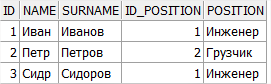 ID NAME SURNAME ID_POSITION POSITION
1 Иван Иванов 1 Инженер
2 Петр Петров 2 Грузчик
3 Сидр Сидоров 1 Инженер